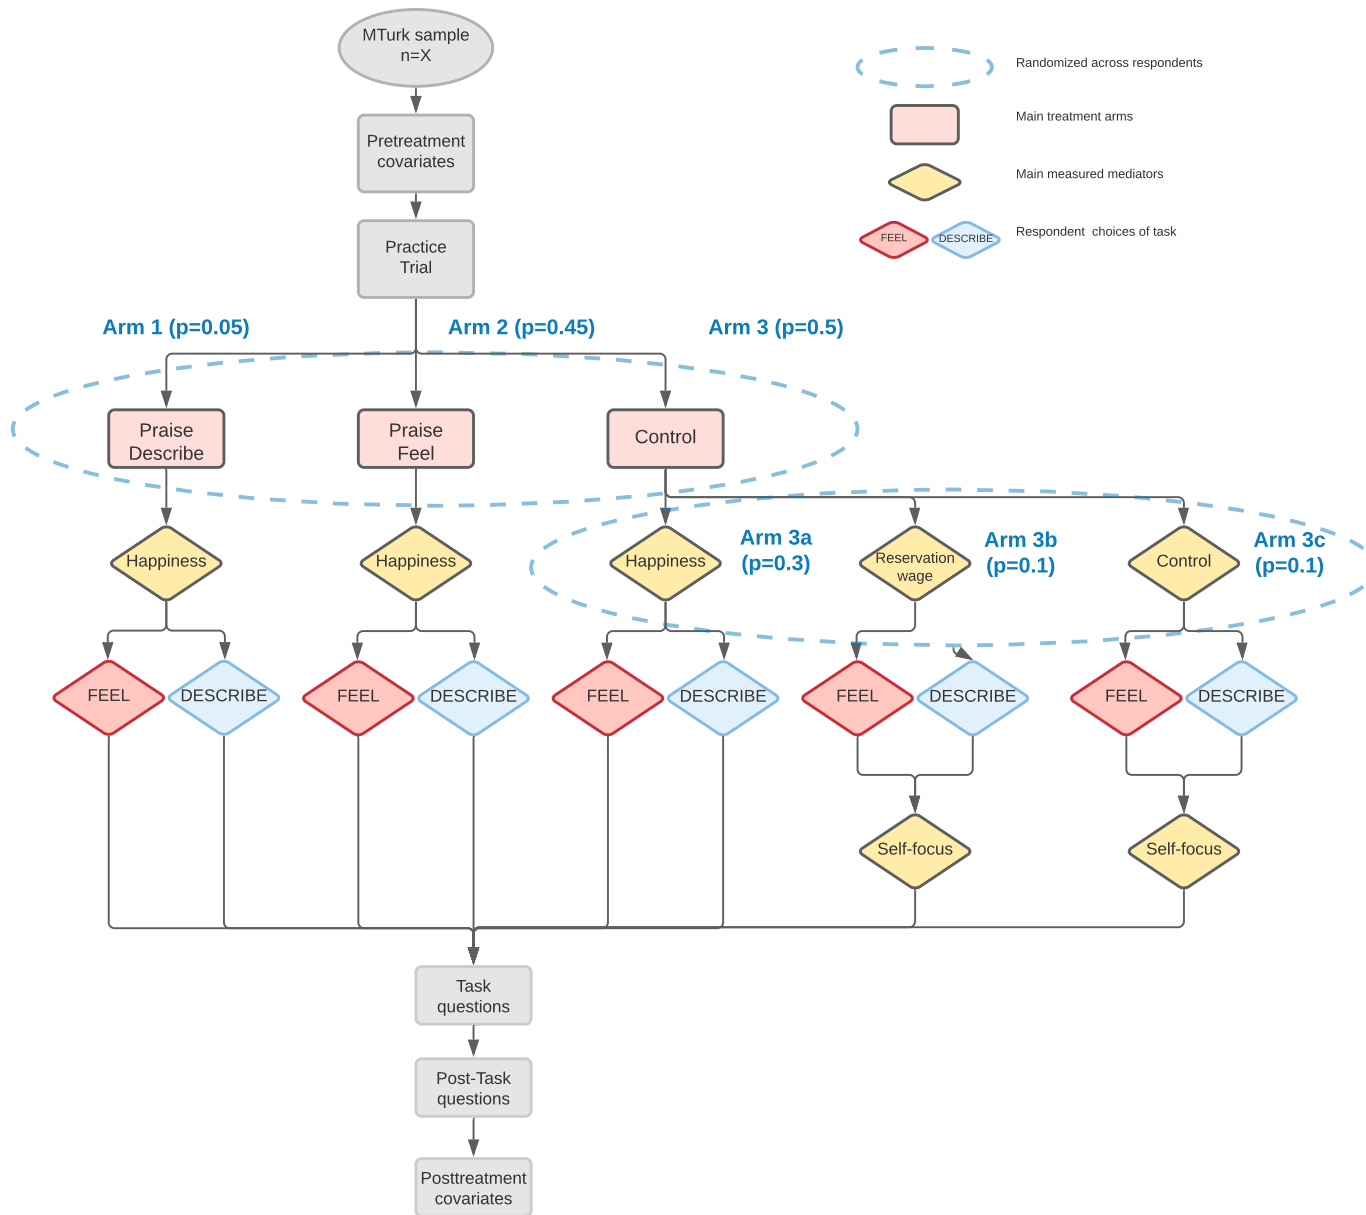 MTurk sample
n=X
Randomized across respondents
Main treatment arms
Main measured mediators
FEEL
DESCRIBE
Respondent  choices of task
Pretreatment
covariates
Practice
Trial
Arm 1 (p=0.05)
Arm 2 (p=0.45)
Arm 3 (p=0.5)
Praise
Describe
Praise
Feel
Control
Happiness
Happiness
Happiness
Arm 3a
(p=0.3)
Reservation
wage
Arm 3b
(p=0.1)
Control
Arm 3c
(p=0.1)
FEEL
DESCRIBE
FEEL
DESCRIBE
FEEL
DESCRIBE
FEEL
DESCRIBE
FEEL
DESCRIBE
Self-focus
Self-focus
Task
questions
Post-Task
questions
Posttreatment
covariates